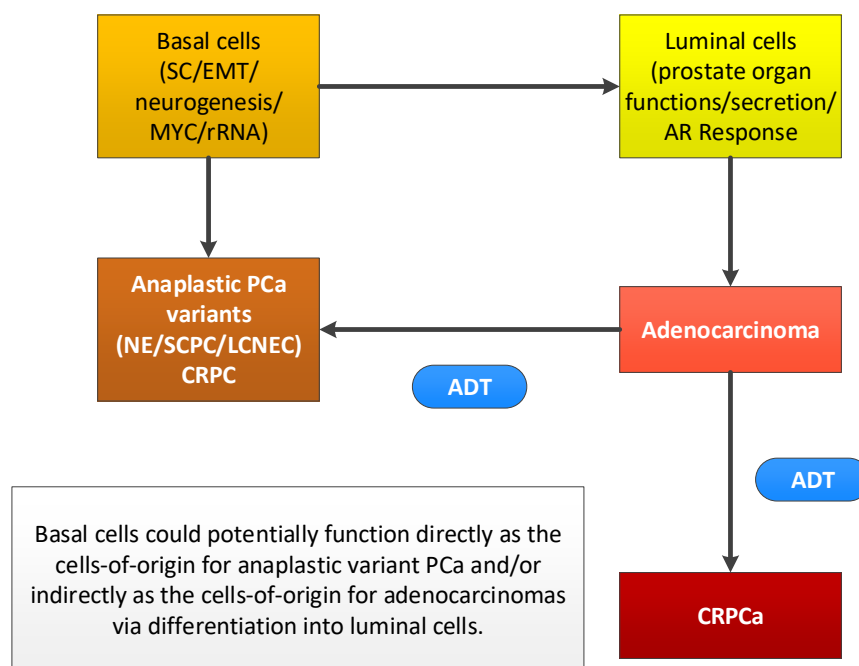 Basal cells
(SC/EMT/
neurogenesis/
MYC/rRNA)
Luminal cells
(prostate organ
functions/secretion/
AR Response
Anaplastic PCa
variants
(NE/SCPC/LCNEC)
CRPC
Adenocarcinoma
ADT
ADT
Basal cells could potentially function directly as the
cells-of-origin for anaplastic variant PCa and/or
indirectly as the cells-of-origin for adenocarcinomas
via differentiation into luminal cells.
CRPCa